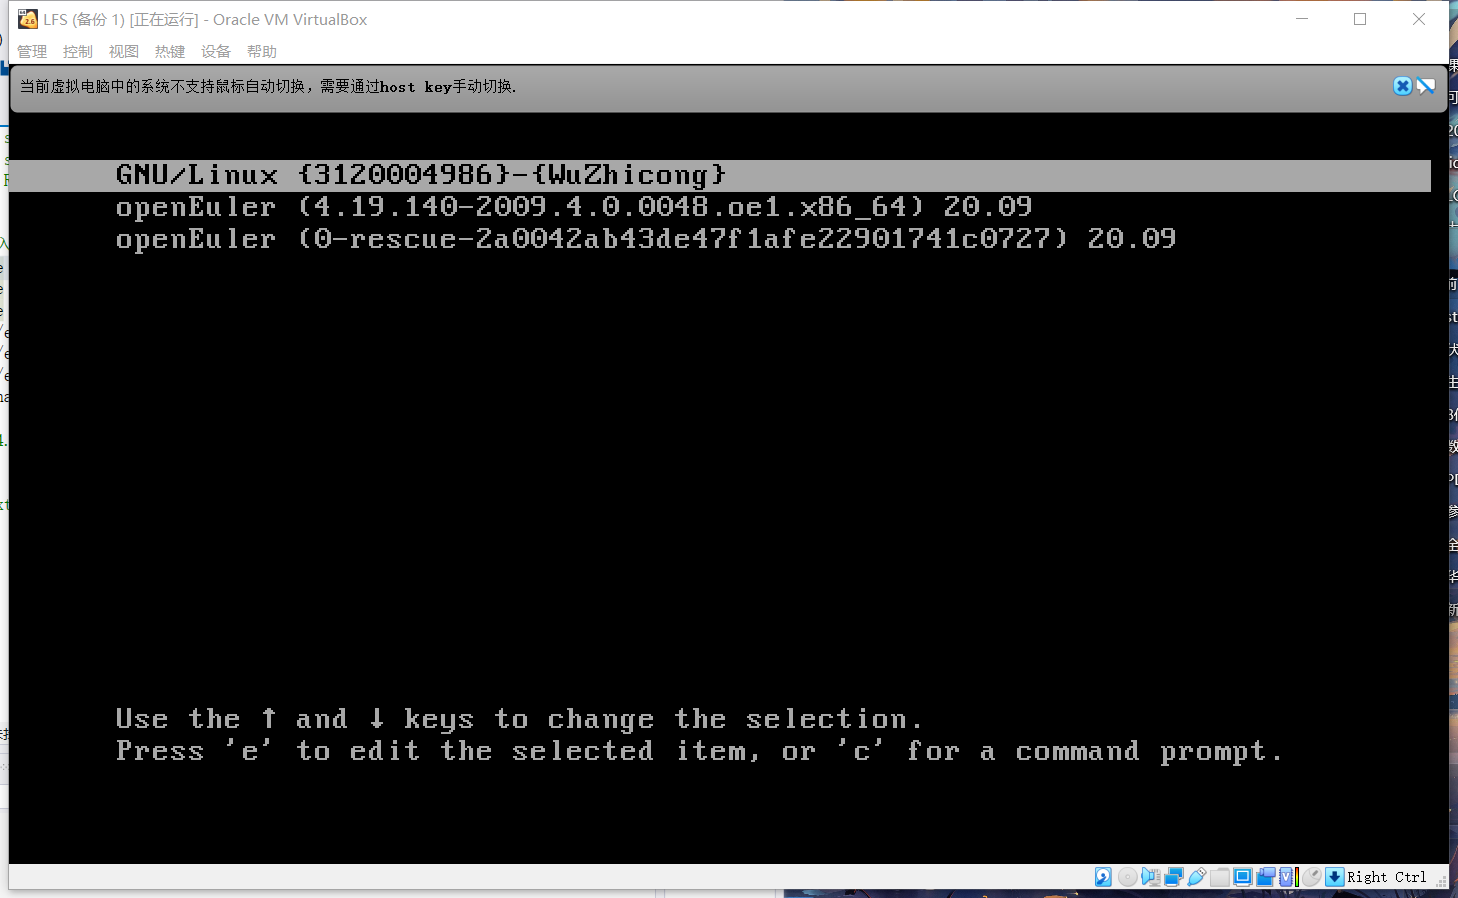 LFS (备份 1) [正在运行] - Oracle VM VirtualBox
管理 控制 视图 热键 设备 帮助
当前虚拟电脑中的系统不支持鼠标自动切换，需要通过host key手动切换.
GNU/Linux {3120004986}-{WuZhicong}
openEuler (4.19.140-2009.4.0.0048.oe1.x86_64) 20.09
openEuler (0-rescue-2a0042ab43de47f1afe22901741c0727) 20.09
Use the ↑ and ↓ keys to change the selection.
Press 'e' to edit the selected item, or 'c' for a command prompt.
Right Ctrl